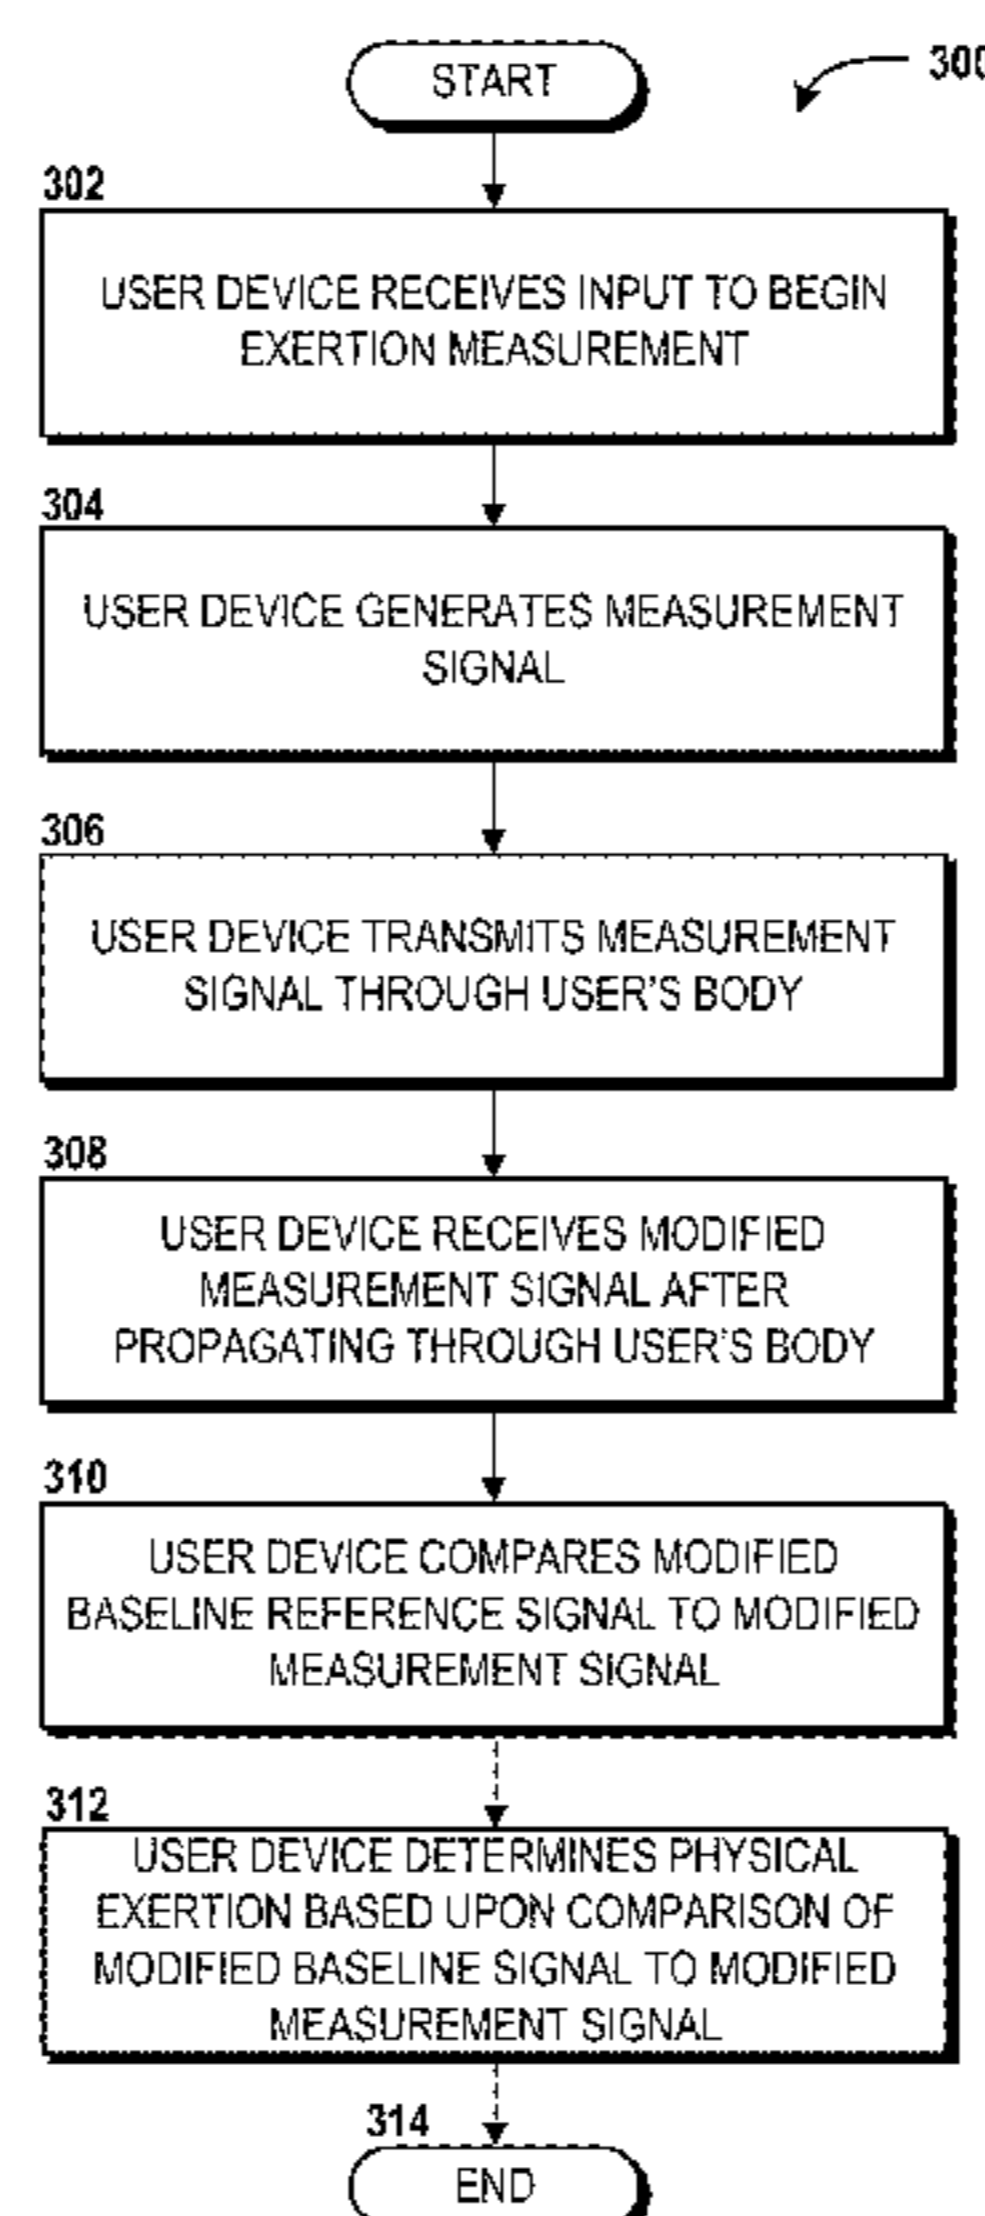 START
300
302
USER DEVICE RECEIVES INPUT TO BEGIN
EXERTION MEASUREMENT
304
USER DEVICE GENERATES MEASUREMENT
SIGNAL
306
USER DEVICE TRANSMITS MEASUREMENT
SIGNAL THROUGH USER'S BODY
308
USER DEVICE RECEIVES MODIFIED
MEASUREMENT SIGNAL AFTER
PROPAGATING THROUGH USER'S BODY
310
USER DEVICE COMPARES MODIFIED
BASELINE REFERENCE SIGNAL TO MODIFIED
MEASUREMENT SIGNAL
312
USER DEVICE DETERMINES PHYSICAL
EXERTION BASED UPON COMPARISON OF
MODIFIED BASELINE SIGNAL TO MODIFIED
MEASUREMENT SIGNAL
314
END